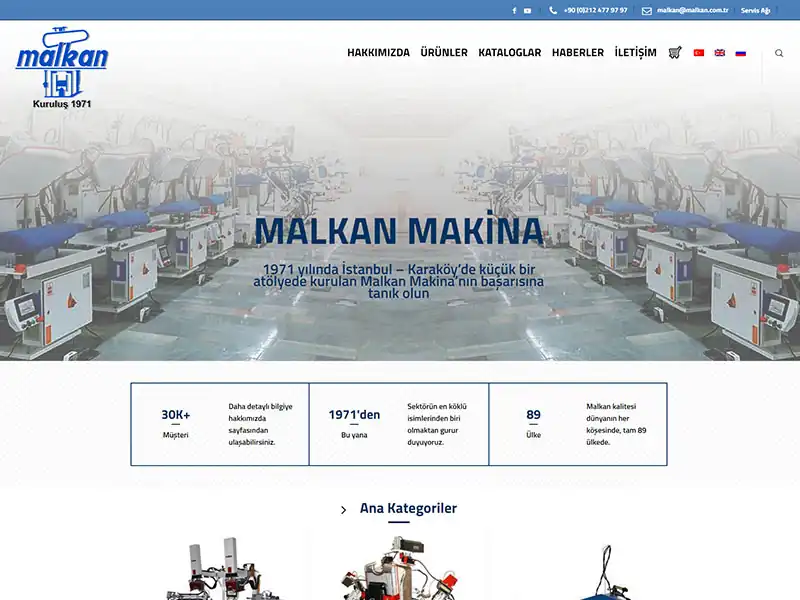 +90 (0)212 477 97 97
malkan@malkan.com.tr
Servis Ağı
malkan
Kuruluş 1971
HAKKIMIZDA
ÜRÜNLER
KATALOGLAR
HABERLER
İLETİŞİM
MALKAN MAKİNA
1971 yılında İstanbul – Karaköy’de küçük bir
atölyede kurulan Malkan Makina’nın başarısına
tanık olun
30K+
Müşteri
Daha detaylı bilgiye
hakkımızda
sayfasından
ulaşabilirsiniz.
1971'den
Bu yana
Sektörün en köklü
isimlerinden biri
olmaktan gurur
duyuyoruz.
89
Ülke
Malkan kalitesi
dünyanın her
köşesinde, tam 89
ülkede.
Ana Kategoriler